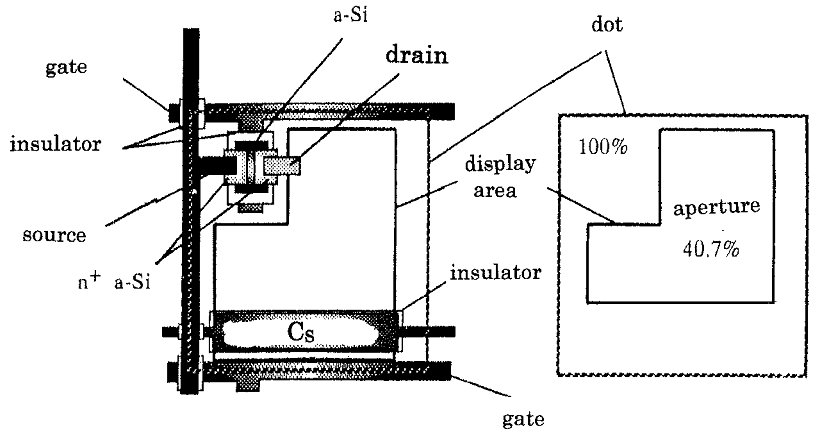 a-Si
dot
gate
drain
insulator
100%
display
area
aperture
source
40.7%
n+ a-Si
insulator
Cs
gate